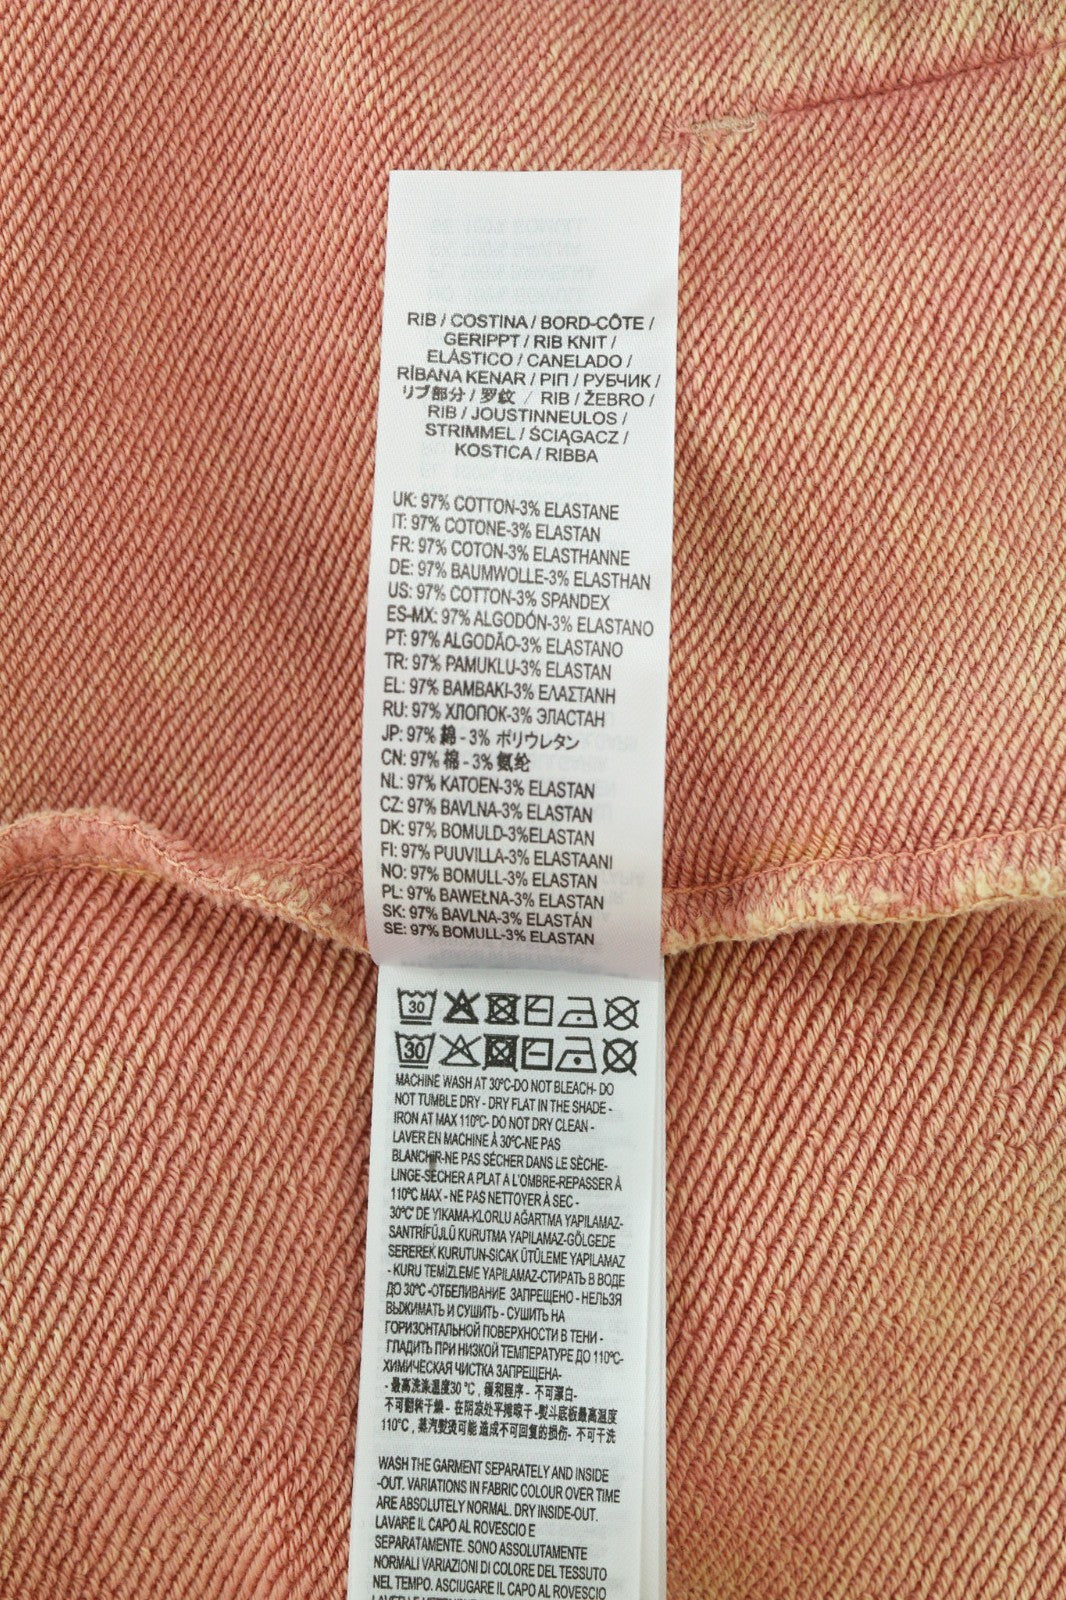 RIB / COSTINA / BORD-CÔTE /
GERIPPT / RIB KNIT /
ELÁSTICO / CANELADO /
RİBANA KENAR / РІП / РУБЧИК /
リブ部分 / 罗紋 / RIB / ŽEBRO /
RIB / JOUSTINNEULOS /
STRIMMEL / ŚCIĄGACZ /
KOSTICA / RIBBA
UK: 97% COTTON-3% ELASTANE
IT: 97% COTONE-3% ELASTAN
FR: 97% COTON-3% ELASTHANNE
DE: 97% BAUMWOLLE-3% ELASTHAN
US: 97% COTTON-3% SPANDEX
ES-MX: 97% ALGODÓN-3% ELASTANO
PT: 97% ALGODÃO-3% ELASTANO
TR: 97% PAMUKLU-3% ELASTAN
EL: 97% ΒΑΜΒΑΚΙ-3% ΕΛΑΣΤΑΝΗ
RU: 97% ХЛОПОК-3% ЭЛАСТАН
JP: 97% 綿 - 3% ポリウレタン
CN: 97% 棉 - 3% 氨纶
NL: 97% KATOEN-3% ELASTAN
CZ: 97% BAVLNA-3% ELASTAN
DK: 97% BOMULD-3%ELASTAN
FI: 97% PUUVILLA-3% ELASTAANI
NO: 97% BOMULL-3% ELASTAN
PL: 97% BAWEŁNA-3% ELASTAN
SK: 97% BAVLNA-3% ELASTÁN
SE: 97% BOMULL-3% ELASTAN
30
30
MACHINE WASH AT 30°C-DO NOT BLEACH- DO
NOT TUMBLE DRY - DRY FLAT IN THE SHADE -
IRON AT MAX 110°C- DO NOT DRY CLEAN -
LAVER EN MACHINE À 30°C-NE PAS
BLANCHIR-NE PAS SÉCHER DANS LE SÈCHE-
LINGE-SÉCHER A PLAT A L'OMBRE-REPASSER À
110°C MAX - NE PAS NETTOYER À SEC -
30°C' DE YIKAMA-KLORLU AĞARTMA YAPILAMAZ-
SANTRİFÜJLÜ KURUTMA YAPILAMAZ-GÖLGEDE
SEREREK KURUTUN-SICAK ÜTÜLEME YAPILAMAZ
- KURU TEMİZLEME YAPILAMAZ-СТИРАТЬ В ВОДЕ
ДО 30°C -ОТБЕЛИВАНИЕ ЗАПРЕЩЕНО - НЕЛЬЗЯ
ВЫЖИМАТЬ И СУШИТЬ - СУШИТЬ НА
ГОРИЗОНТАЛЬНОЙ ПОВЕРХНОСТИ В ТЕНИ -
ГЛАДИТЬ ПРИ НИЗКОЙ ТЕМПЕРАТУРЕ ДО 110°C-
ХИМИЧЕСКАЯ ЧИСТКА ЗАПРЕЩЕНА-
- 最高洗涤温度30 °C , 缓和程序 - 不可漂白-
不可翻转干燥 - 在阴凉处平摊晾干-熨斗底板最高温度
110°C , 蒸汽熨烫可能 造成不可回复的损伤- 不可干洗
WASH THE GARMENT SEPARATELY AND INSIDE
-OUT. VARIATIONS IN FABRIC COLOUR OVER TIME
ARE ABSOLUTELY NORMAL. DRY INSIDE-OUT.
LAVARE IL CAPO AL ROVESCIO E
SEPARATAMENTE. SONO ASSOLUTAMENTE
NORMALI VARIAZIONI DI COLORE DEL TESSUTO
NEL TEMPO. ASCIUGARE IL CAPO AL ROVESCIO